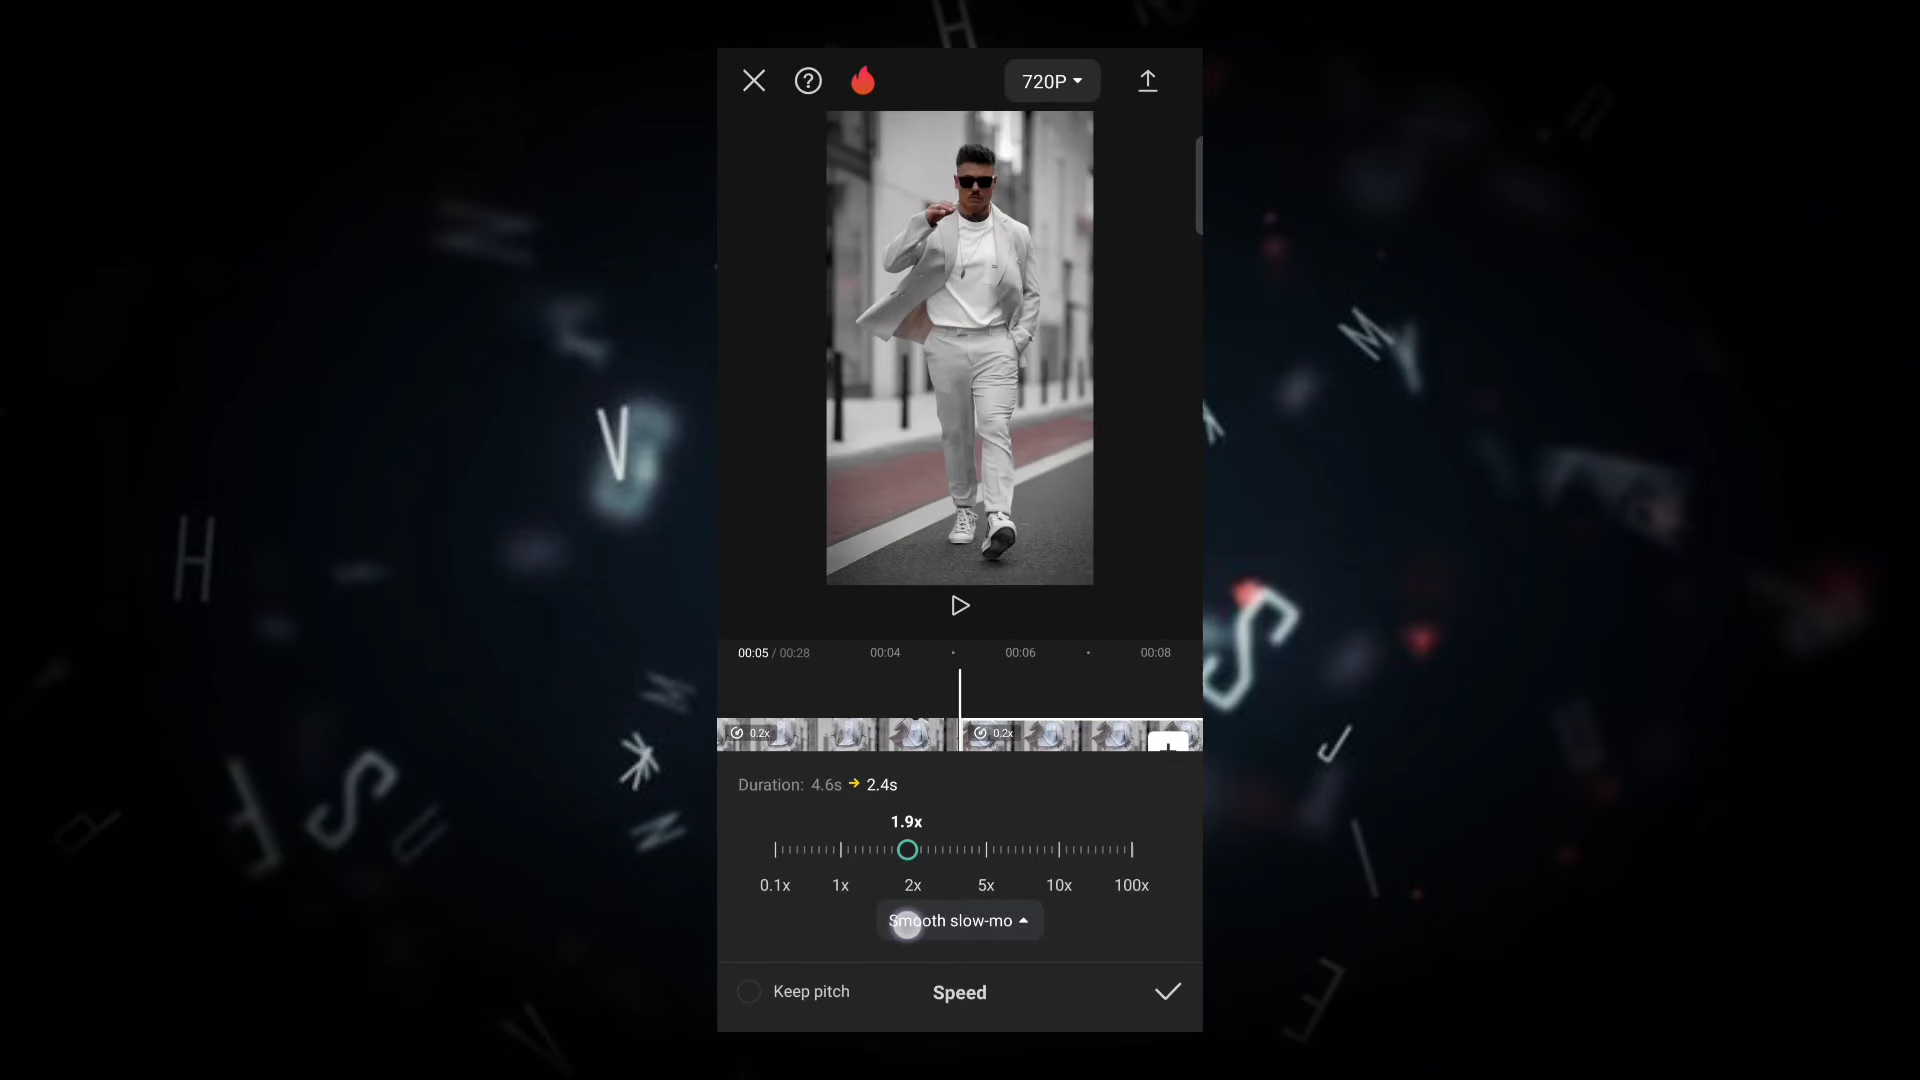 720P
00:05 / 00:28 00:04 00:06 00:08
0.2x 0.2x
Duration: 4.6s → 2.4s
1.9x
0.1x 1x 2x 5x 10x 100x
Smooth slow-mo
Keep pitch Speed